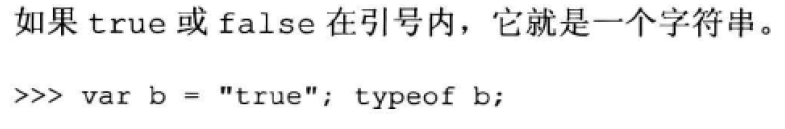 如果 true 或 false 在引号内，它就是一个字符串。
>>> var b = "true"; typeof b;